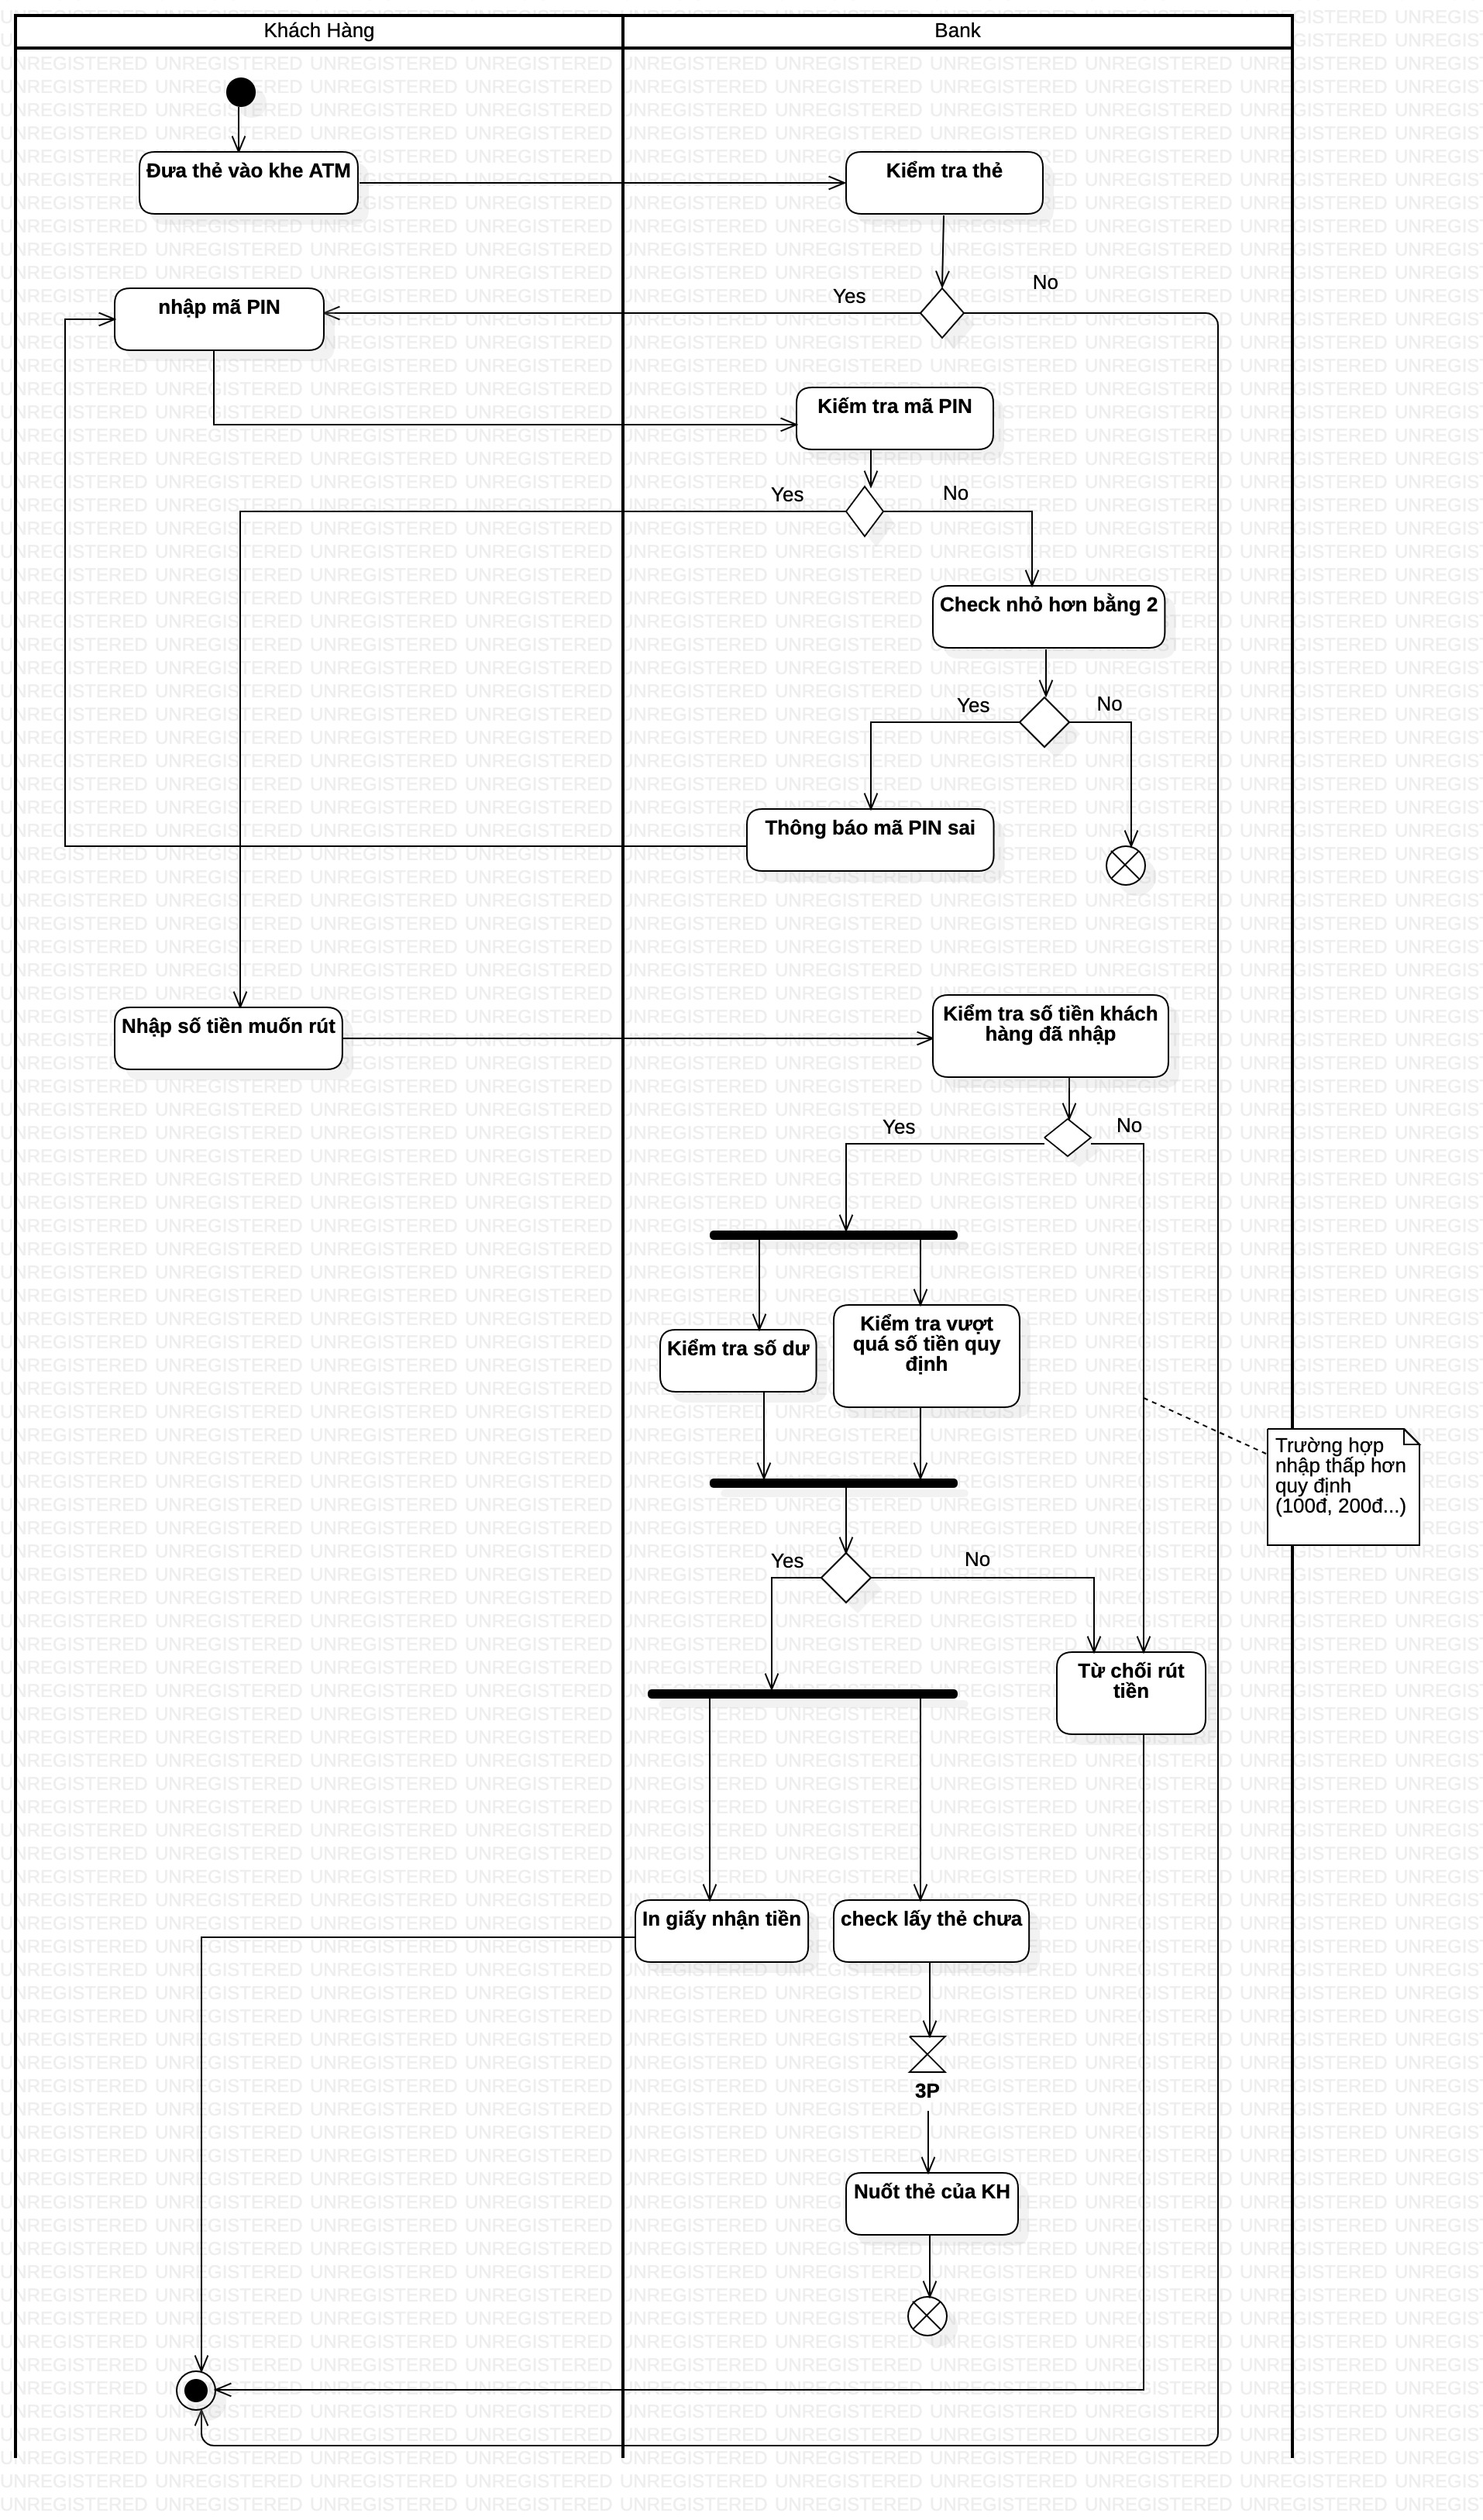 Khách Hàng
Bank
Đưa thẻ vào khe ATM
Kiểm tra thẻ
Yes
No
nhập mã PIN
Kiếm tra mã PIN
Yes
No
Check nhỏ hơn bằng 2
Yes
No
Thông báo mã PIN sai
Nhập số tiền muốn rút
Kiểm tra số tiền khách
hàng đã nhập
Yes
No
Kiểm tra số dư
Kiểm tra vượt
quá số tiền quy
định
Trường hợp
nhập thấp hơn
quy định
(100đ, 200đ...)
Yes
No
Từ chối rút
tiền
In giấy nhận tiền
check lấy thẻ chưa
3P
Nuốt thẻ của KH
UNREGISTERED